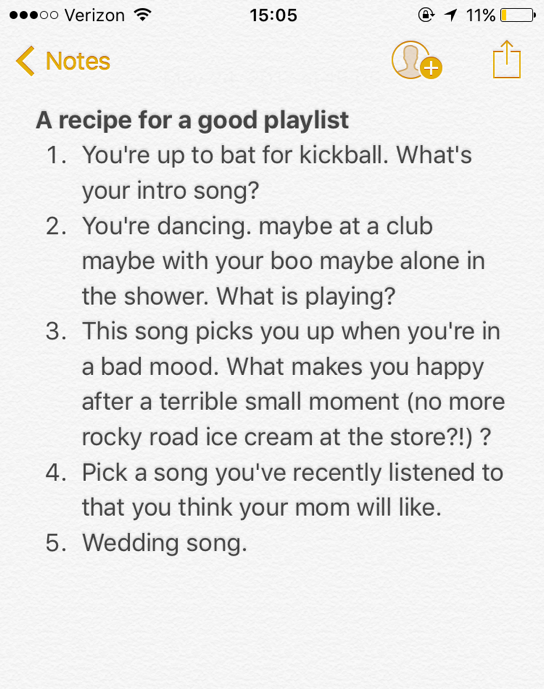 Verizon 15:05 11%
Notes
A recipe for a good playlist
1. You're up to bat for kickball. What's
your intro song?
2. You're dancing. maybe at a club
maybe with your boo maybe alone in
the shower. What is playing?
3. This song picks you up when you're in
a bad mood. What makes you happy
after a terrible small moment (no more
rocky road ice cream at the store?!) ?
4. Pick a song you've recently listened to
that you think your mom will like.
5. Wedding song.